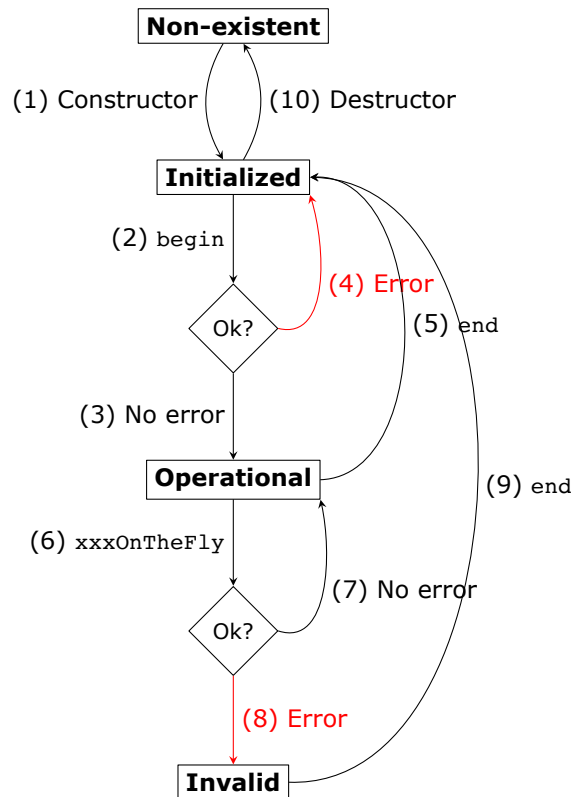 Non-existent
(1) Constructor
(10) Destructor
Initialized
(2) begin
(4) Error
Ok?
(5) end
(3) No error
Operational
(9) end
(6) xxxOnTheFly
(7) No error
Ok?
(8) Error
Invalid